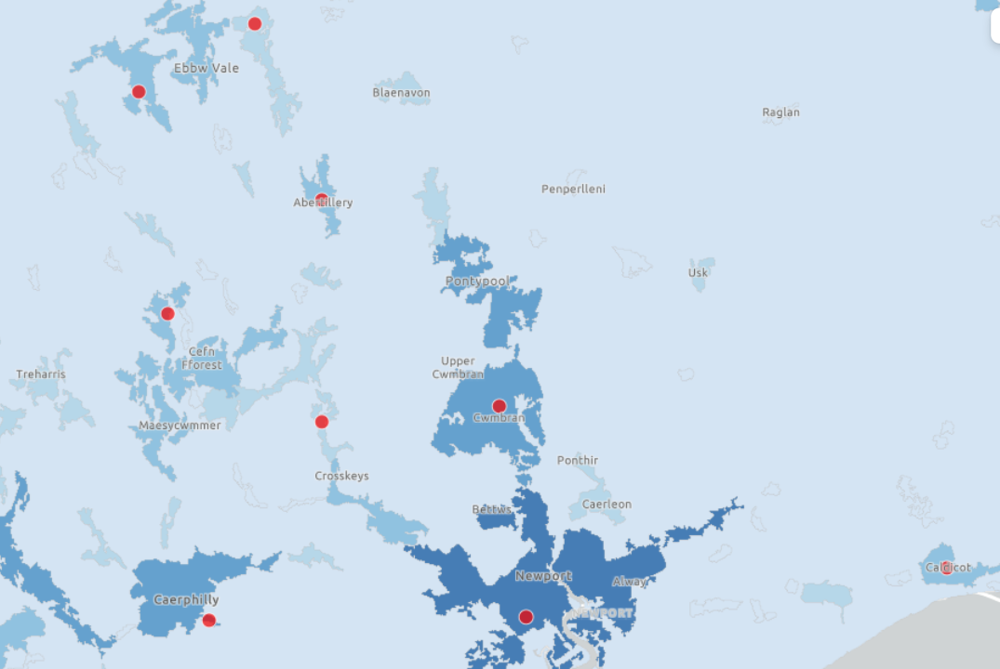 Ebbw Vale
Blaenavon
Raglan
Penperlleni
Abertillery
Usk
Pontypool
Cefn
Fforest
Upper
Cwmbran
Treharris
Cwmbran
Maesycwmmer
Ponthir
Crosskeys
Bettws
Caerleon
Caldicot
Newport
Alway
Caerphilly
NEWPORT